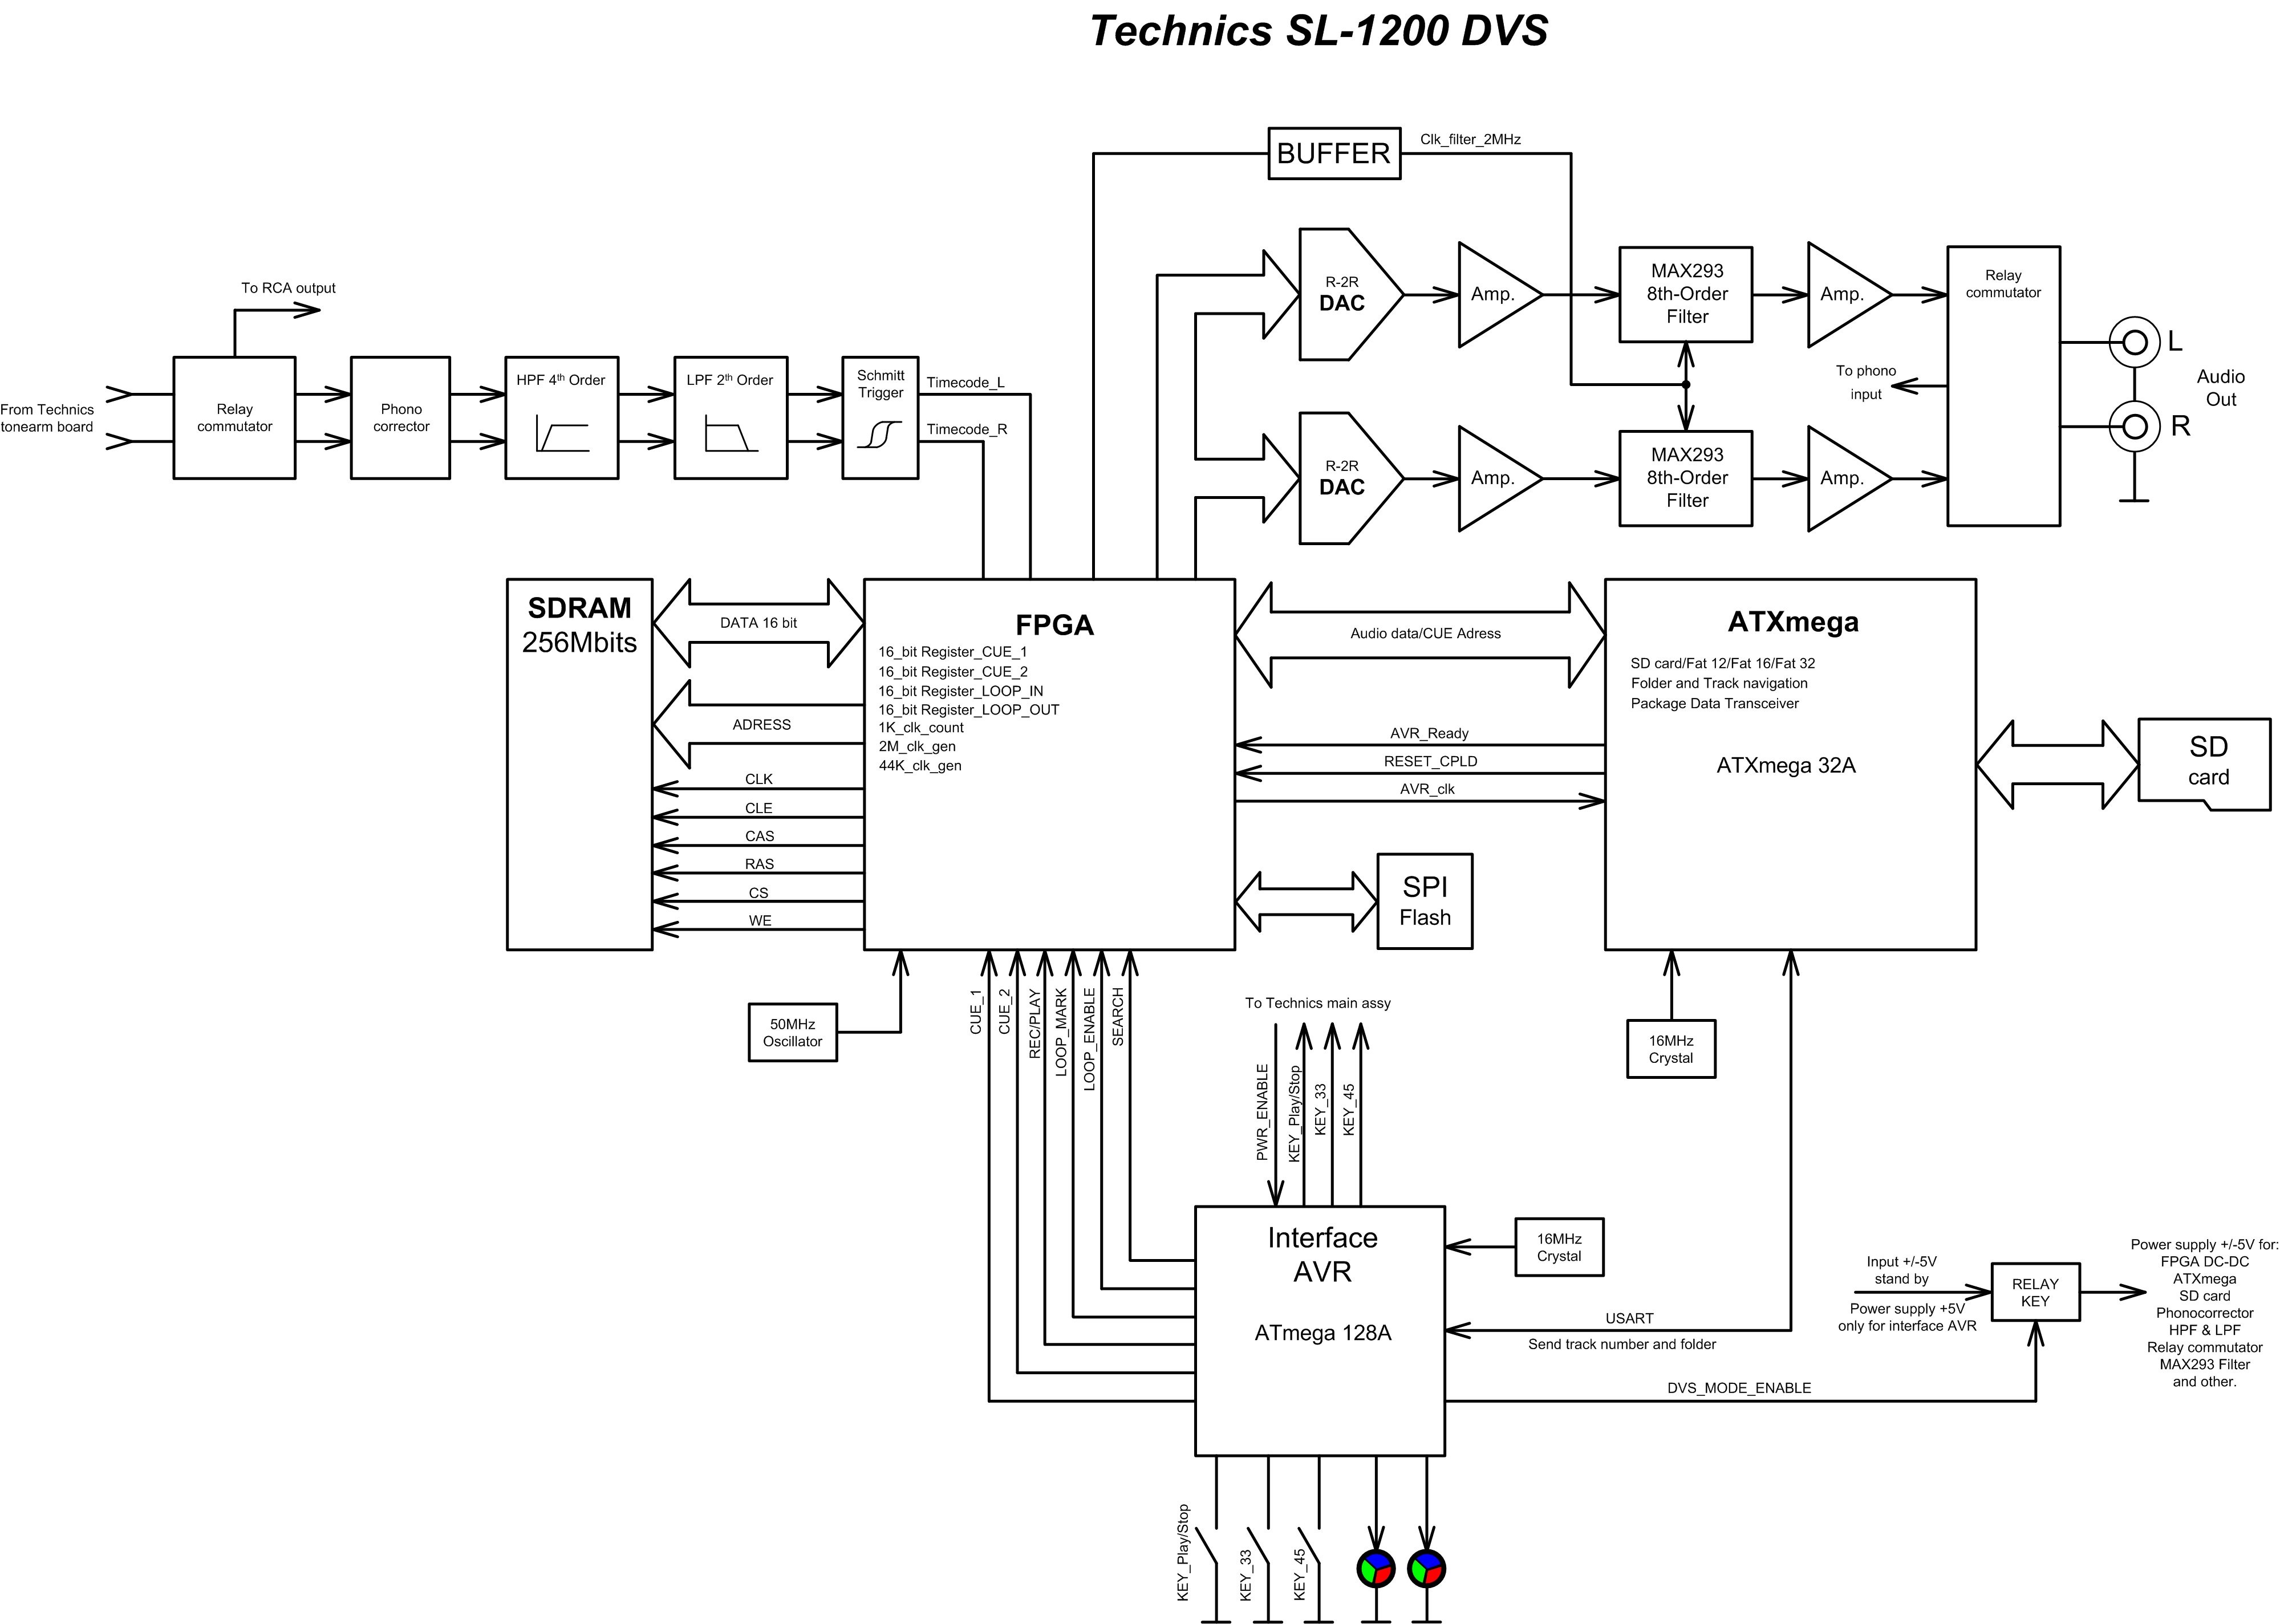 Technics SL-1200 DVS
BUFFER
Clk_filter_2MHz
To RCA output
From Technics
tonearm board
Relay
commutator
Phono
corrector
HPF 4th Order
LPF 2th Order
Schmitt
Trigger
Timecode_L
Timecode_R
R-2R
DAC
Amp.
MAX293
8th-Order
Filter
Amp.
Relay
commutator
R-2R
DAC
Amp.
MAX293
8th-Order
Filter
Amp.
To phono
input
L
R
Audio
Out
SDRAM
256Mbits
DATA 16 bit
ADRESS
CLK
CLE
CAS
RAS
CS
WE
FPGA
16_bit Register_CUE_1
16_bit Register_CUE_2
16_bit Register_LOOP_IN
16_bit Register_LOOP_OUT
1K_clk_count
2M_clk_gen
44K_clk_gen
Audio data/CUE Adress
AVR_Ready
RESET_CPLD
AVR_clk
SPI
Flash
ATXmega
SD card/Fat 12/Fat 16/Fat 32
Folder and Track navigation
Package Data Transceiver
ATXmega 32A
SD
card
50MHz
Oscillator
CUE_1
CUE_2
REC/PLAY
LOOP_MARK
LOOP_ENABLE
SEARCH
To Technics main assy
PWR_ENABLE
KEY_Play/Stop
KEY_33
KEY_45
16MHz
Crystal
Interface
AVR
ATmega 128A
16MHz
Crystal
USART
Send track number and folder
DVS_MODE_ENABLE
Input +/-5V
stand by
Power supply +5V
only for interface AVR
RELAY
KEY
Power supply +/-5V for:
FPGA DC-DC
ATXmega
SD card
Phonocorrector
HPF & LPF
Relay commutator
MAX293 Filter
and other.
KEY_Play/Stop
KEY_33
KEY_45